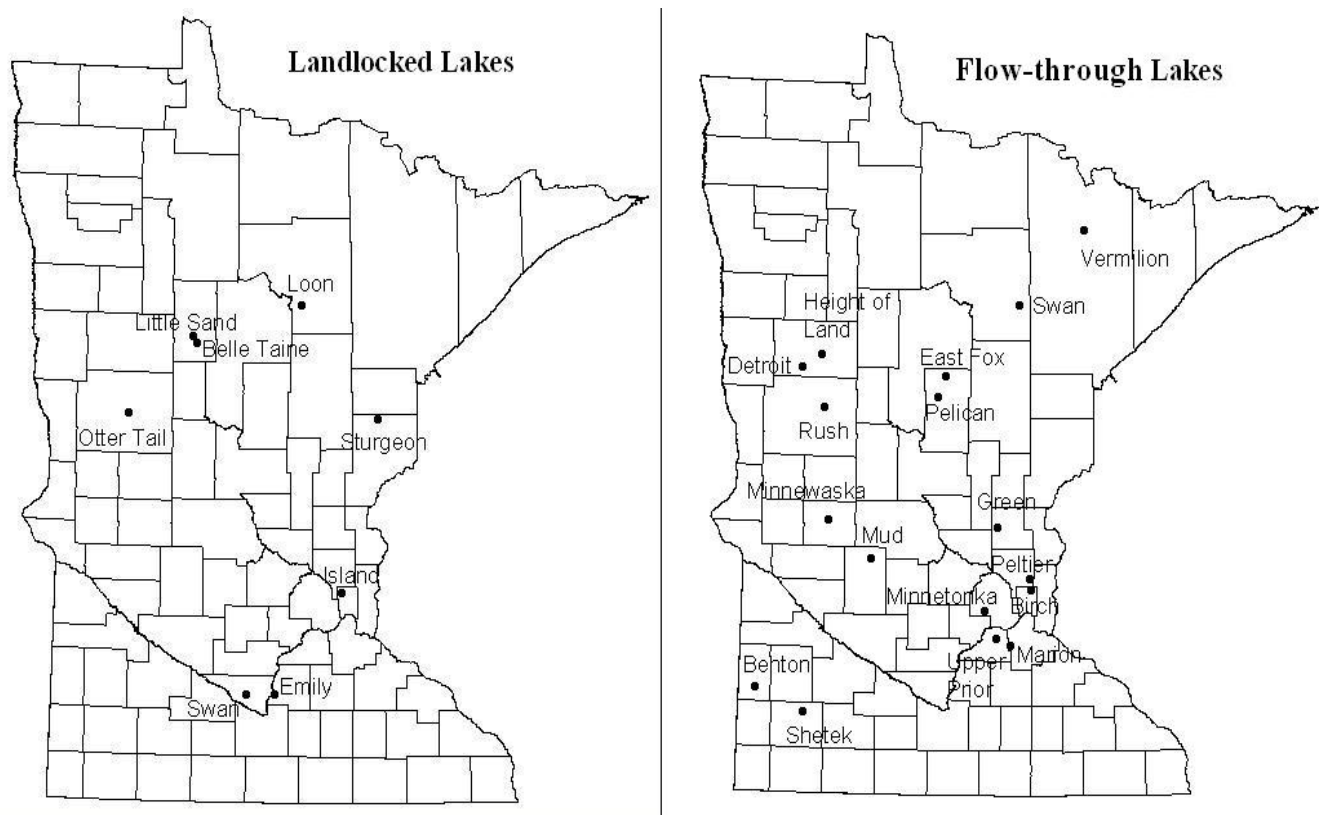 Landlocked Lakes
Loon
Little Sand
Belle Taine
Otter Tail
Sturgeon
Island
Emily
Swan
Flow-through Lakes
Vermilion
Height of
Land
Swan
East Fox
Detroit
Pelican
Rush
Minnewaska
Green
Mud
Peltier
Minnetonka
Birch
Benton
Upper
Prior
Marion
Shetek